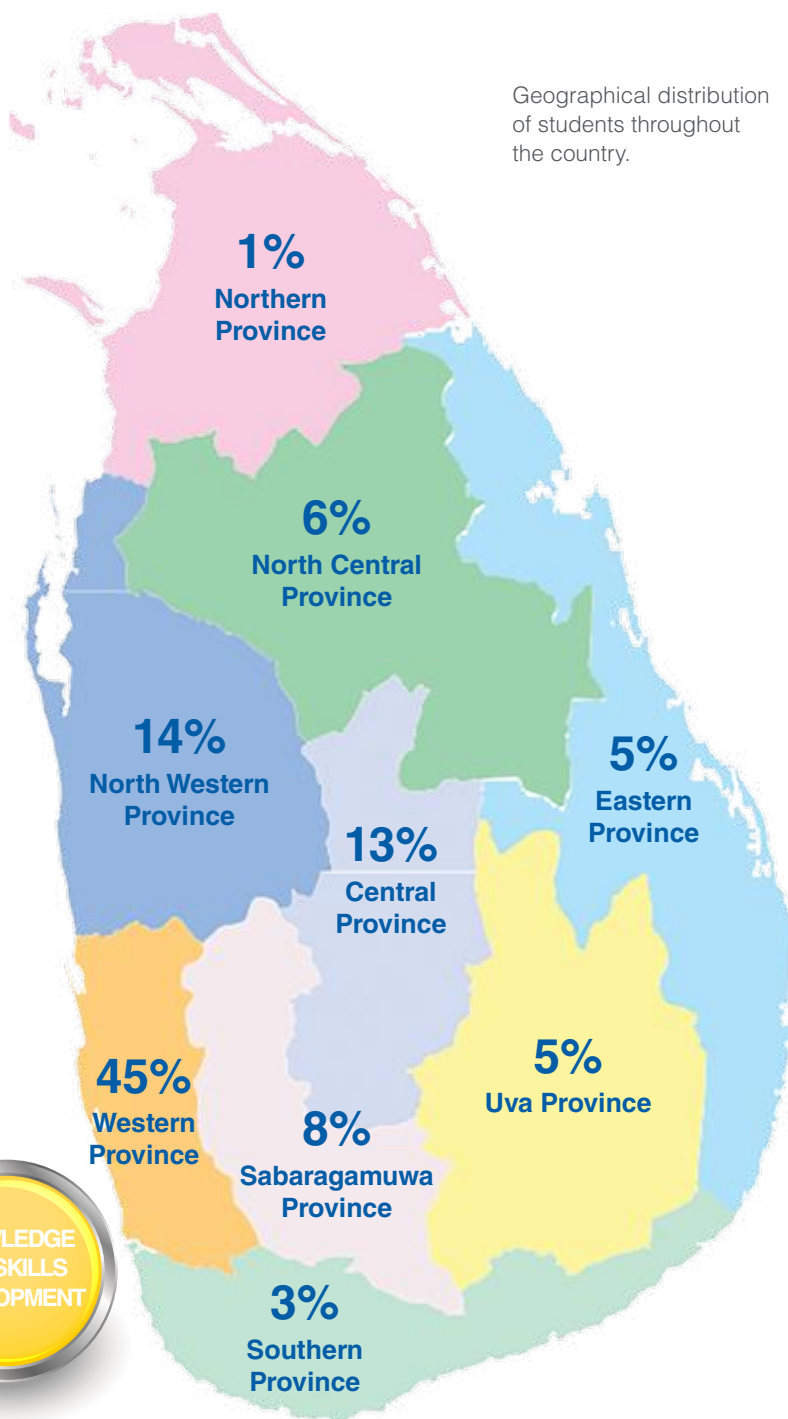 Geographical distribution
of students throughout
the country.
1%
Northern
Province
6%
North Central
Province
14%
North Western
Province
5%
Eastern
Province
13%
Central
Province
45%
Western
Province
5%
Uva Province
8%
Sabaragamuwa
Province
3%
Southern
Province
SKILLS